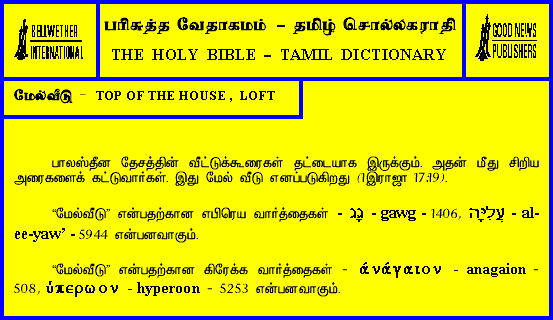 BELLWETHER
INTERNATIONAL
பரிசுத்த வேதாகமம் – தமிழ் சொல்லகராதி
THE HOLY BIBLE – TAMIL DICTIONARY
GOOD NEWS
PUBLISHERS
மேல்வீடு - TOP OF THE HOUSE , LOFT
பாலஸ்தீன தேசத்தின் வீட்டுக்கூரைகள் தட்டையாக இருக்கும். அதன் மீது சிறிய
அறைகளைக் கட்டுவார்கள். இது மேல் வீடு எனப்படுகிறது (1இராஜா 17:19).
“மேல்வீடு” என்பதற்கான எபிரெய வார்த்தைகள் - גָּג - gawg - 1406, עֲלִיָּה - al-
ee-yaw’ - 5944 என்பனவாகும்.
“மேல்வீடு” என்பதற்கான கிரேக்க வார்த்தைகள் - ἀνάγαιον - anagaion -
508, ὑπερωον - hyperoon - 5253 என்பனவாகும்.